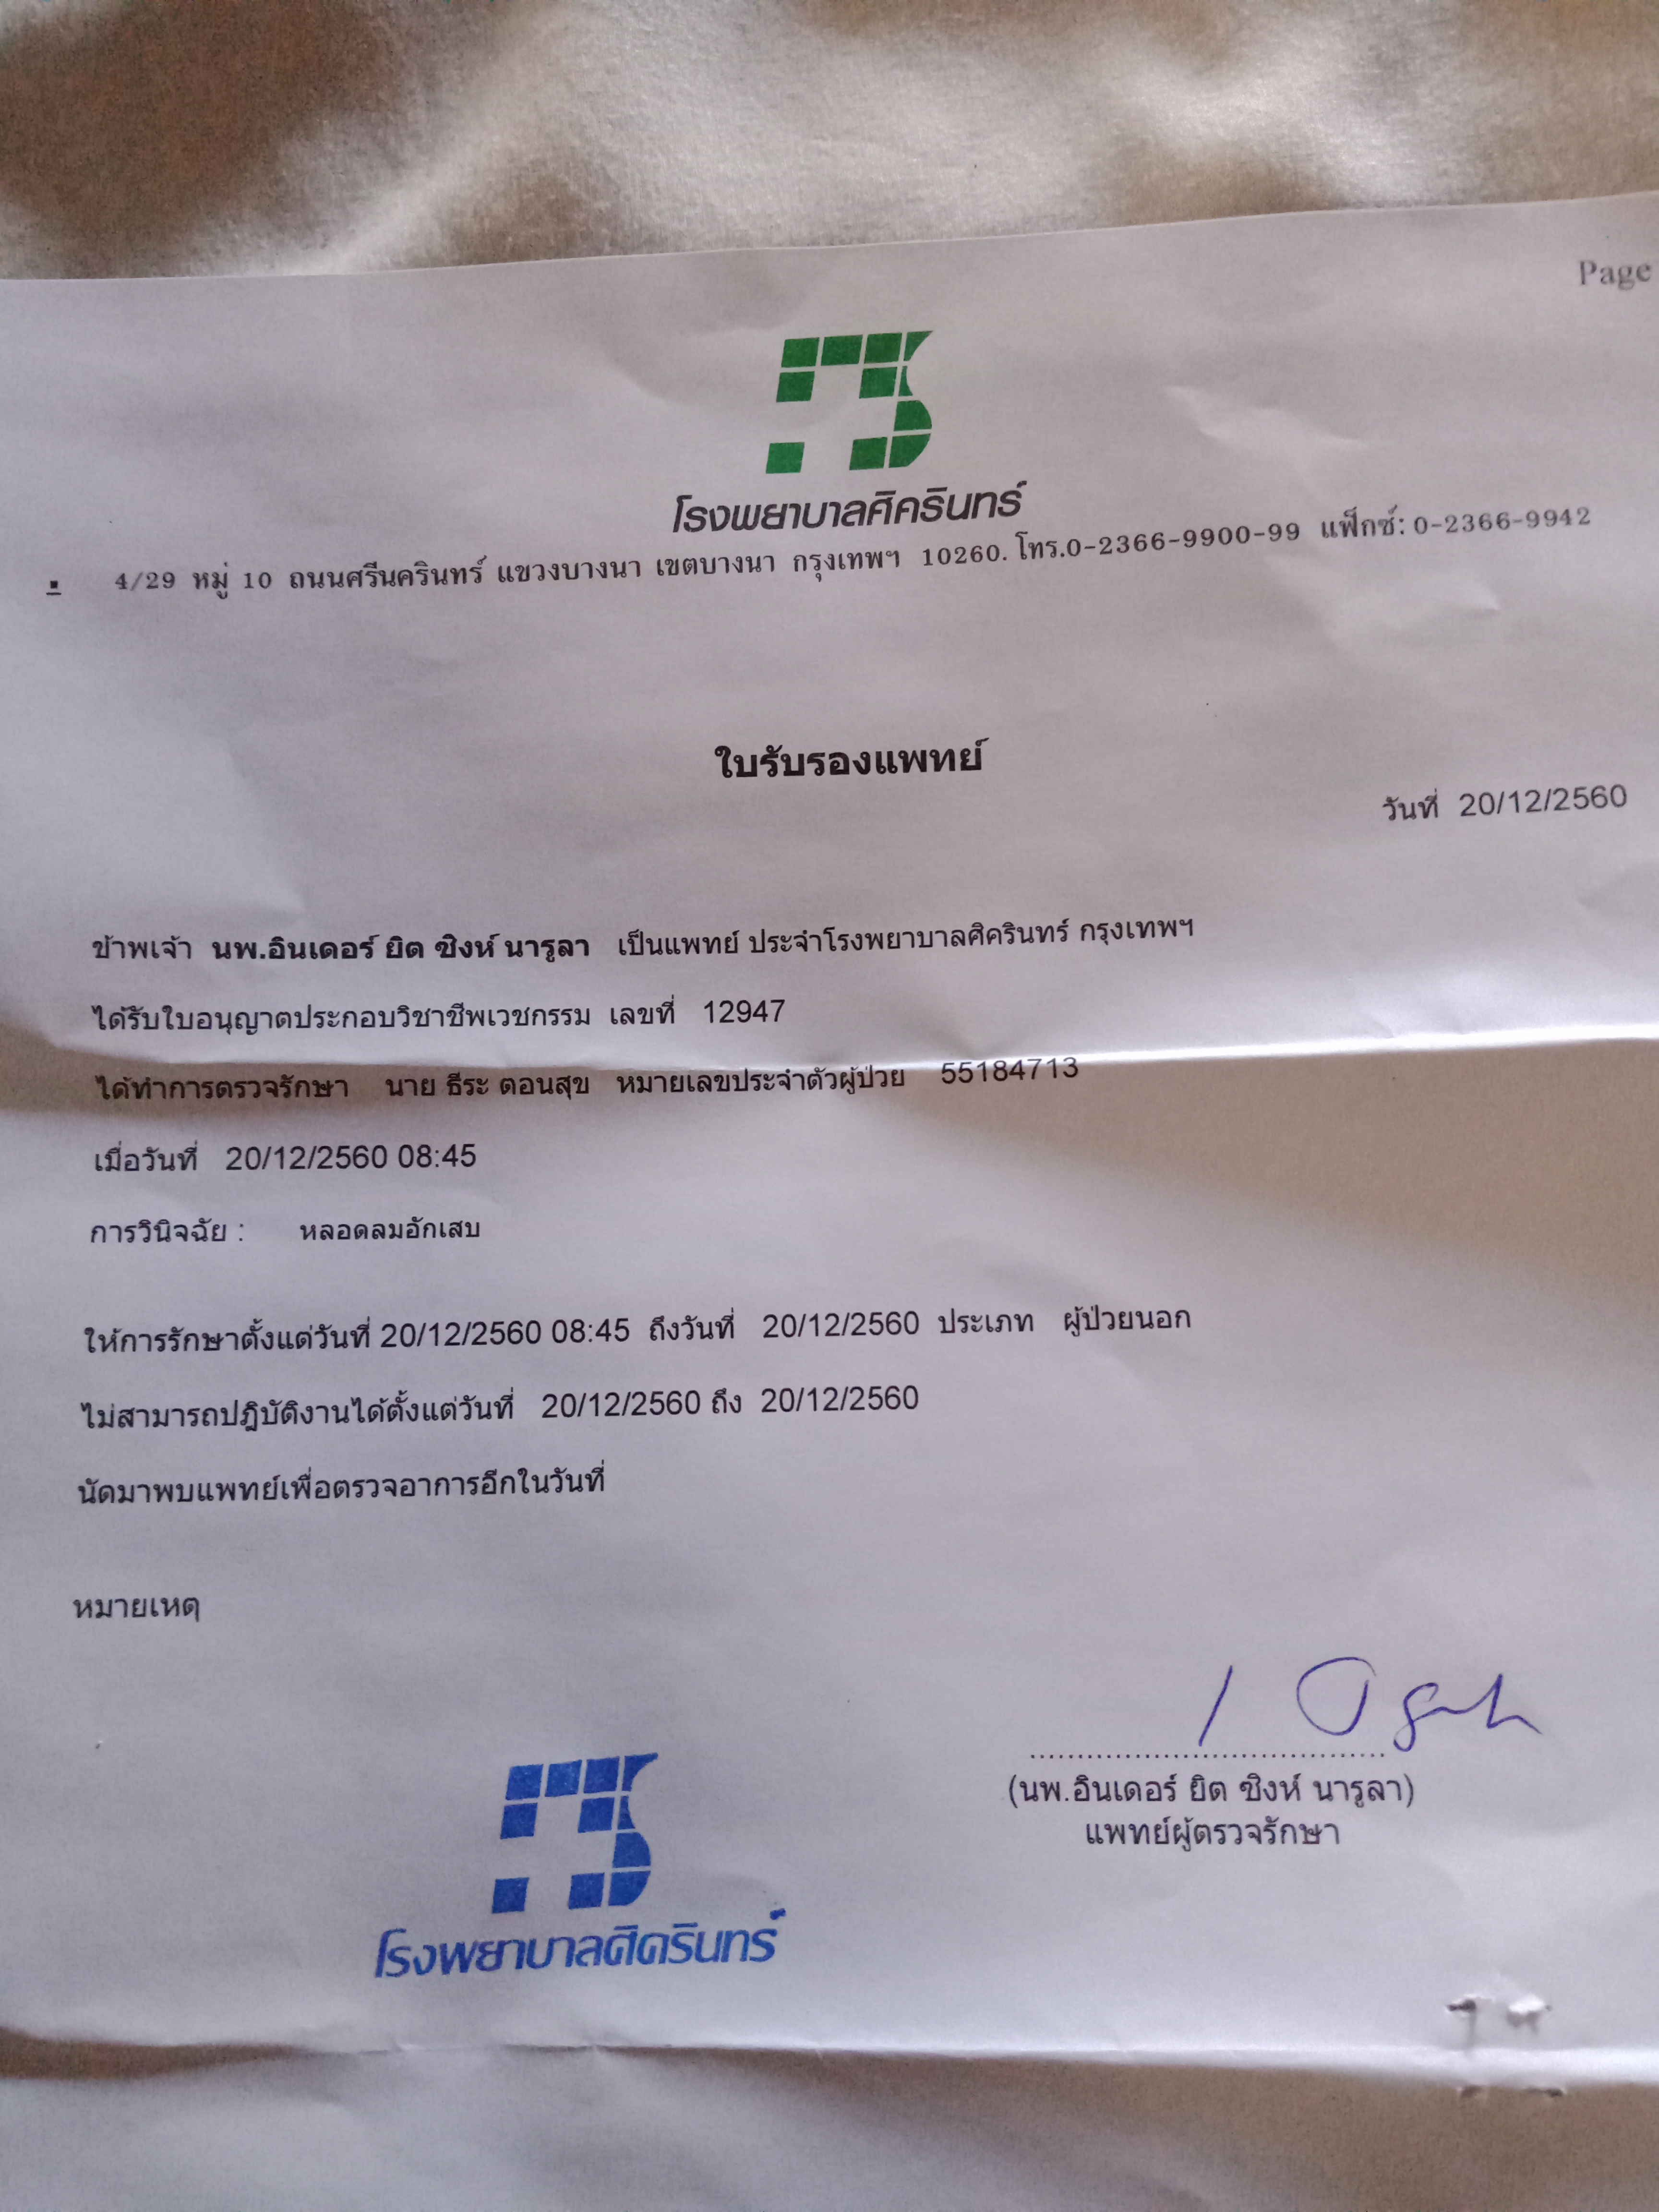 Page
โรงพยาบาลศิครินทร์
4/29 หมู่ 10 ถนนศรีนครินทร์ แขวงบางนา เขตบางนา กรุงเทพฯ 10260. โทร.0-2366-9900-99 แฟ็กซ์: 0-2366-9942
ใบรับรองแพทย์
วันที่ 20/12/2560
ข้าพเจ้า นพ.อินเดอร์ ยิต ซิงห์ นารูลา เป็นแพทย์ ประจำโรงพยาบาลศิครินทร์ กรุงเทพฯ
ได้รับใบอนุญาตประกอบวิชาชีพเวชกรรม เลขที่ 12947
ได้ทำการตรวจรักษา นาย ธีระ ตอนสุข หมายเลขประจำตัวผู้ป่วย 55184713
เมื่อวันที่ 20/12/2560 08:45
การวินิจฉัย : หลอดลมอักเสบ
ให้การรักษาตั้งแต่วันที่ 20/12/2560 08:45 ถึงวันที่ 20/12/2560 ประเภท ผู้ป่วยนอก
ไม่สามารถปฏิบัติงานได้ตั้งแต่วันที่ 20/12/2560 ถึง 20/12/2560
นัดมาพบแพทย์เพื่อตรวจอาการอีกในวันที่
หมายเหตุ
(นพ.อินเดอร์ ยิต ซิงห์ นารูลา)
แพทย์ผู้ตรวจรักษา
โรงพยาบาลศิครินทร์